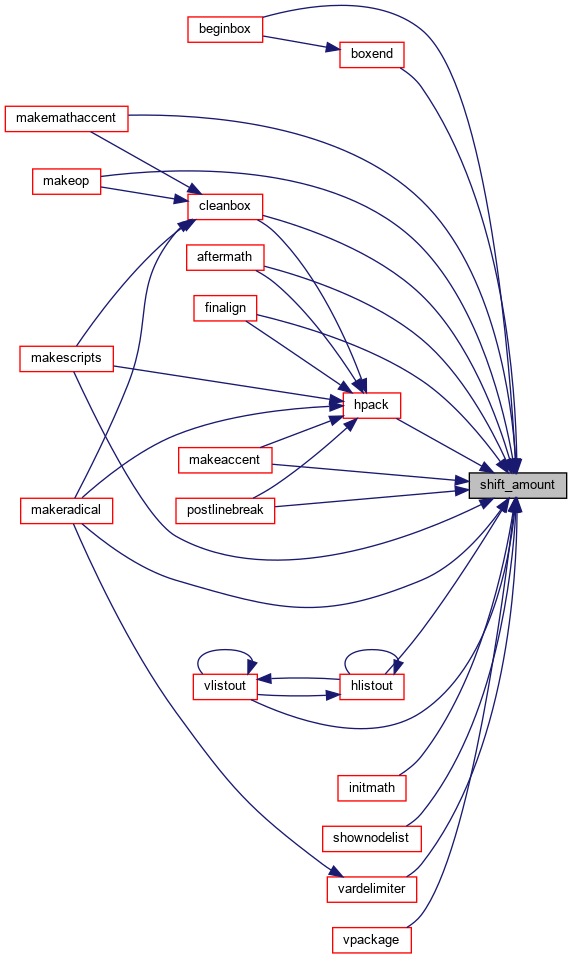 beginbox
boxend
makemathaccent
makeop
cleanbox
aftermath
finalign
makescripts
hpack
makeaccent
shift_amount
makeradical
postlinebreak
vlistout
hlistout
initmath
shownodelist
vardelimiter
vpackage